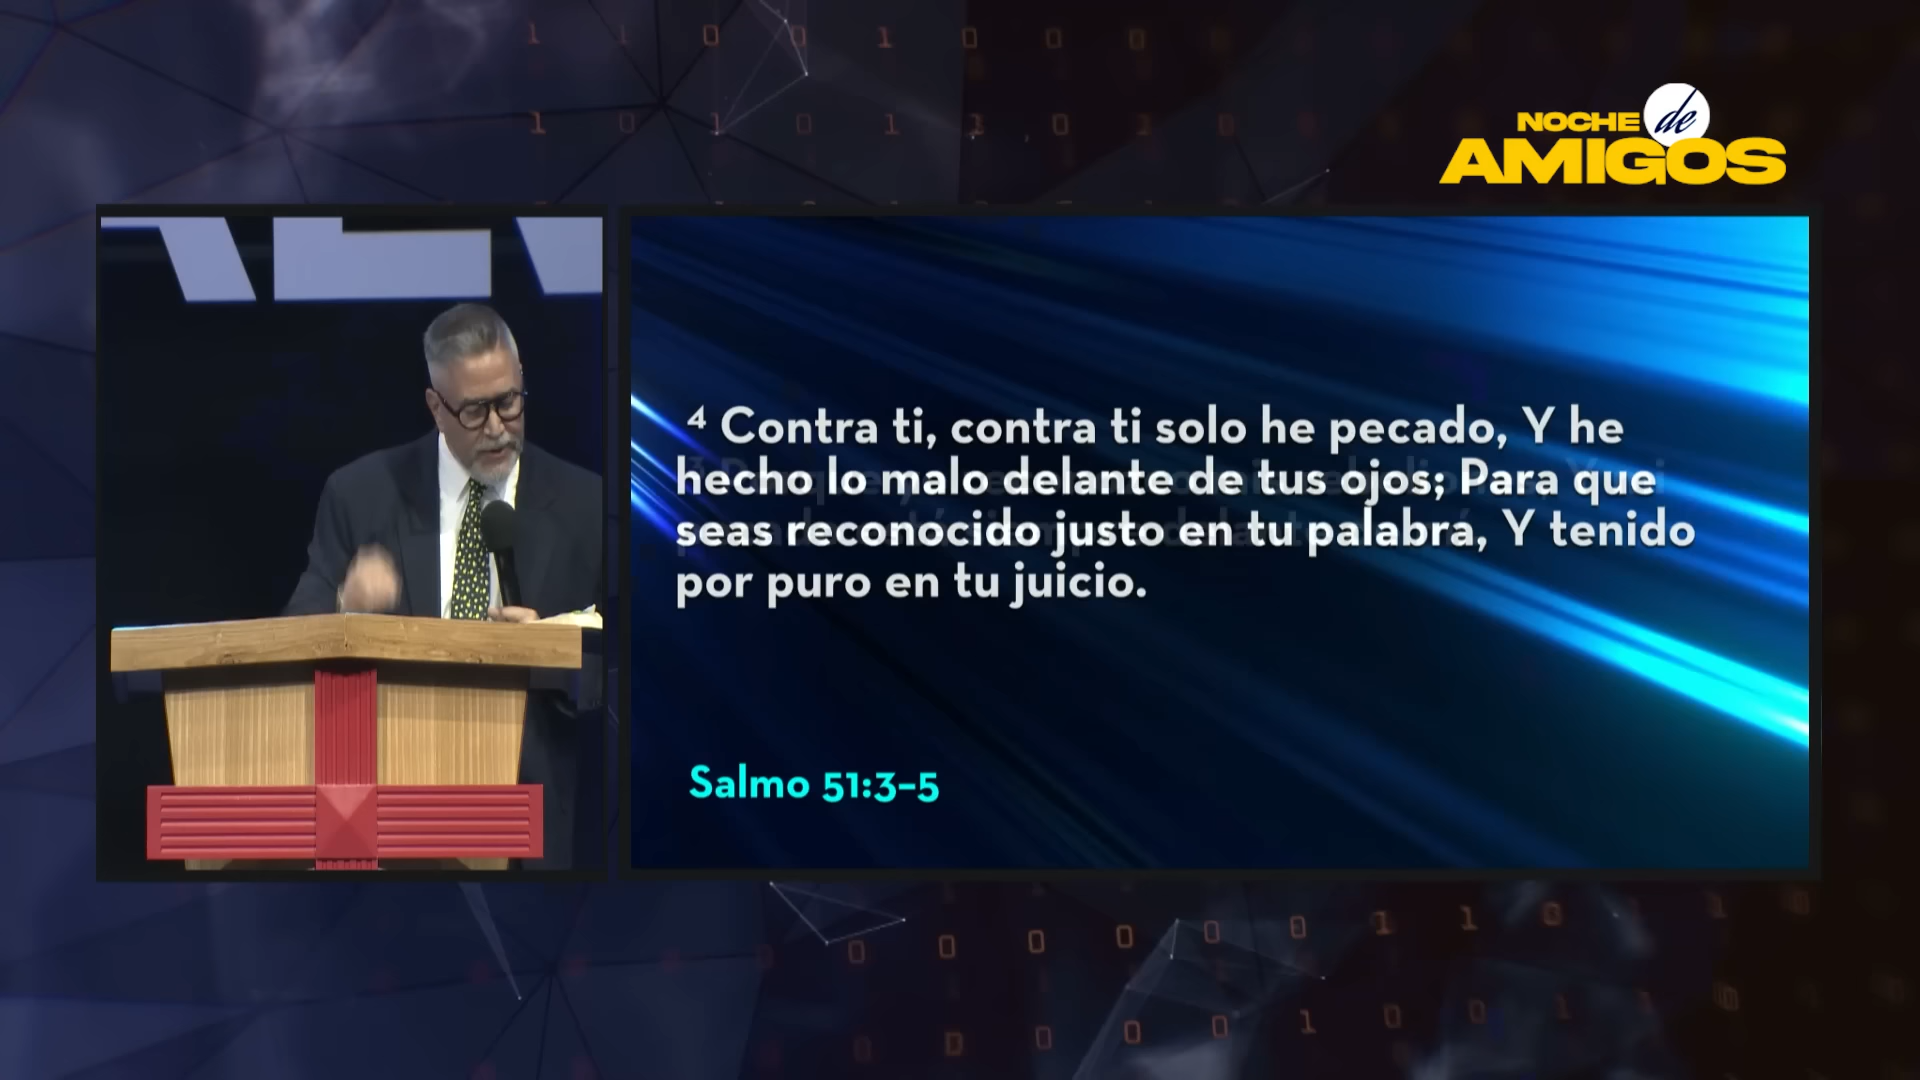 NOCHE de
AMIGOS
4 Contra ti, contra ti solo he pecado, Y he
hecho lo malo delante de tus ojos; Para que
seas reconocido justo en tu palabra, Y tenido
por puro en tu juicio.
Salmo 51:3-5